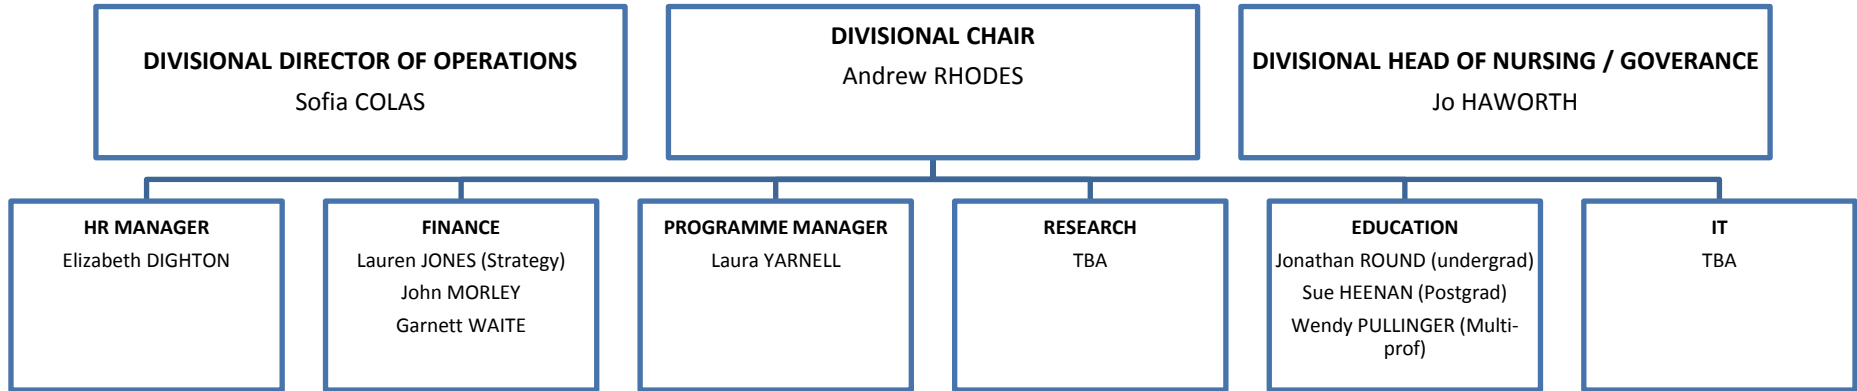 DIVISIONAL DIRECTOR OF OPERATIONS
Sofia COLAS
DIVISIONAL CHAIR
Andrew RHODES
DIVISIONAL HEAD OF NURSING / GOVERANCE
Jo HAWORTH
HR MANAGER
Elizabeth DIGHTON
FINANCE
Lauren JONES (Strategy)
John MORLEY
Garnett WAITE
PROGRAMME MANAGER
Laura YARNELL
RESEARCH
TBA
EDUCATION
Jonathan ROUND (undergrad)
Sue HEENAN (Postgrad)
Wendy PULLINGER (Multi-
prof)
IT
TBA